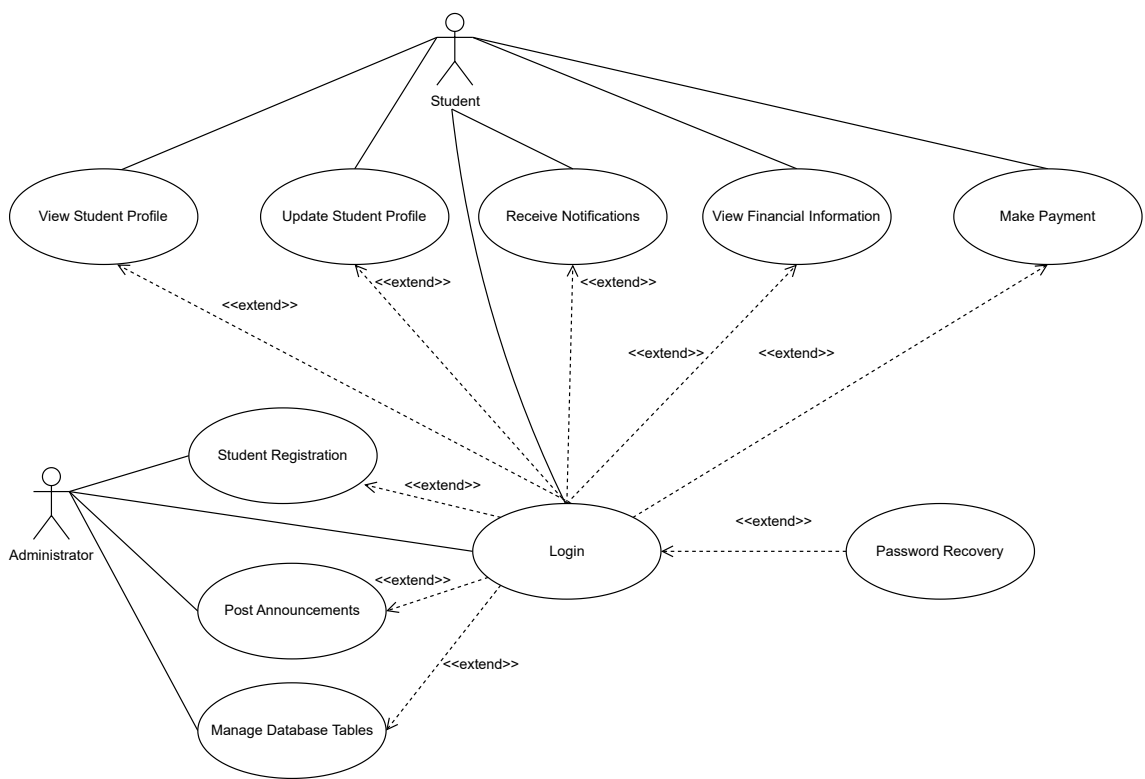 Student
View Student Profile
Update Student Profile
Receive Notifications
View Financial Information
Make Payment
<<extend>>
<<extend>>
<<extend>>
<<extend>>
<<extend>>
Student Registration
<<extend>>
Administrator
Login
<<extend>>
Password Recovery
Post Announcements
<<extend>>
<<extend>>
Manage Database Tables